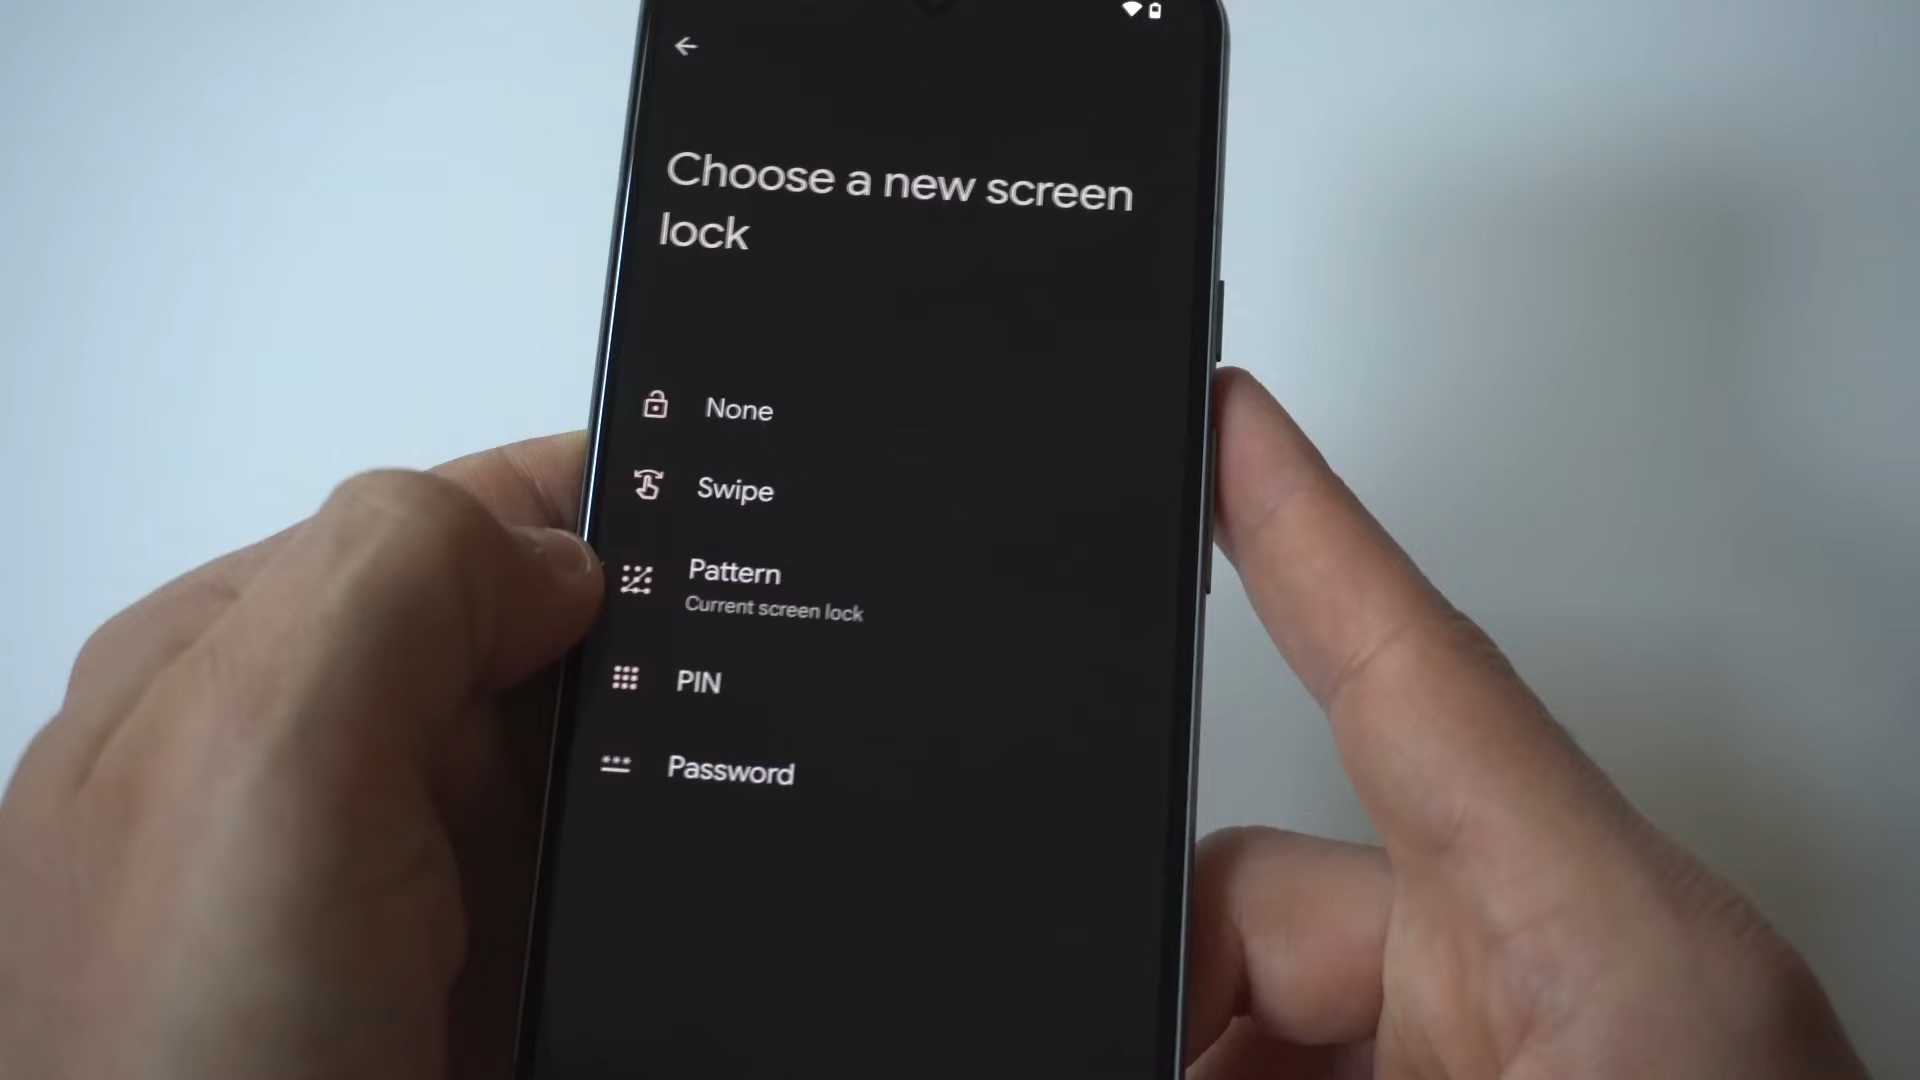 Choose a new screen
lock
None
Swipe
Pattern
Current screen lock
PIN
Password